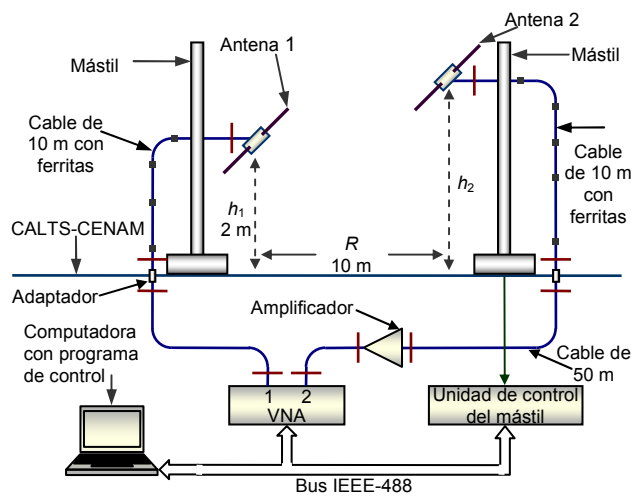 Antena 2
Antena 1
Mástil
Mástil
Cable de
10 m con
ferritas
Cable
de 10 m
con
ferritas
h1
2 m
h2
CALTS-CENAM
R
10 m
Adaptador
Amplificador
Computadora
con programa
de control
Cable de
50 m
1 2
VNA
Unidad de control
del mástil
Bus IEEE-488